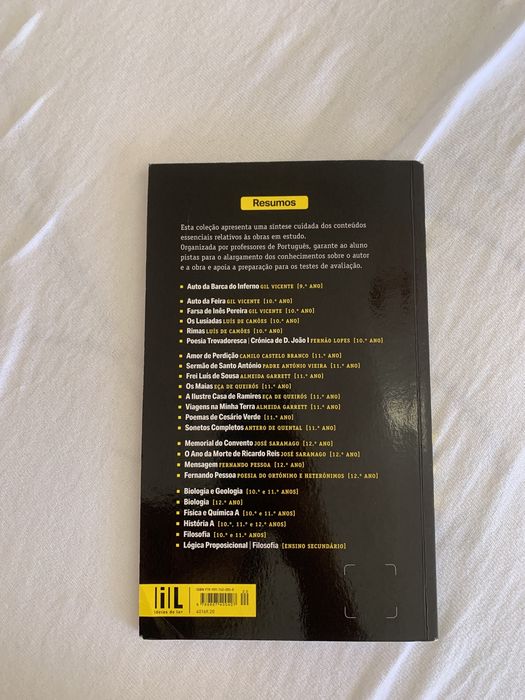 Resumos
Esta coleção apresenta uma síntese cuidada dos conteúdos
essenciais relativos às obras em estudo.
Organizada por professores de Português, garante ao aluno
pistas para o alargamento dos conhecimentos sobre o autor
e a obra e apoia a preparação para os testes de avaliação.
Auto da Barca do Inferno GIL VICENTE [9.º ANO]
Auto da Feira GIL VICENTE [10.º ANO]
Farsa de Inês Pereira GIL VICENTE [10.º ANO]
Os Lusíadas LUÍS DE CAMÕES [10.º ANO]
Rimas LUÍS DE CAMÕES [10.º ANO]
Poesia Trovadoresca | Crónica de D. João I FERNÃO LOPES [10.º ANO]
Amor de Perdição CAMILO CASTELO BRANCO [11.º ANO]
Sermão de Santo António PADRE ANTÓNIO VIEIRA [11.º ANO]
Frei Luís de Sousa ALMEIDA GARRETT [11.º ANO]
Os Maias EÇA DE QUEIRÓS [11.º ANO]
A Ilustre Casa de Ramires EÇA DE QUEIRÓS [11.º ANO]
Viagens na Minha Terra ALMEIDA GARRETT [11.º ANO]
Poemas de Cesário Verde [11.º ANO]
Sonetos Completos ANTERO DE QUENTAL [11.º ANO]
Memorial do Convento JOSÉ SARAMAGO [12.º ANO]
O Ano da Morte de Ricardo Reis JOSÉ SARAMAGO [12.º ANO]
Mensagem FERNANDO PESSOA [12.º ANO]
Fernando Pessoa POESIA DO ORTÓNIMO E HETERÓNIMOS [12.º ANO]
Biologia e Geologia [10.º e 11.º ANOS]
Biologia [12.º ANO]
Física e Química A [10.º e 11.º ANOS]
História A [10.º, 11.º e 12.º ANOS]
Filosofia [10.º e 11.º ANOS]
Lógica Proposicional | Filosofia [ENSINO SECUNDÁRIO]
iL
ideias de ler
ISBN
40169.20